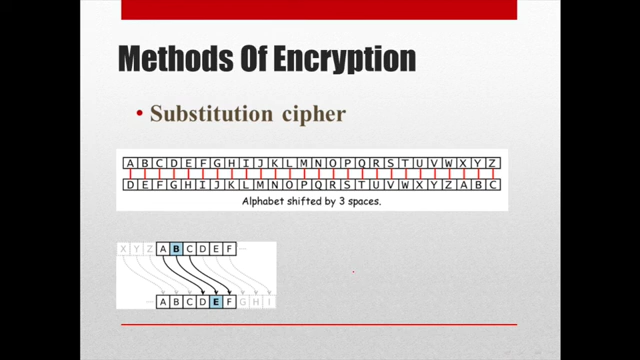 Methods Of Encryption
• Substitution cipher
A B C D E F G H I J K L M N O P Q R S T U V W X Y Z
D E F G H I J K L M N O P Q R S T U V W X Y Z A B C
Alphabet shifted by 3 spaces.
X Y Z A B C D E F ...
... A B C D E F G H I